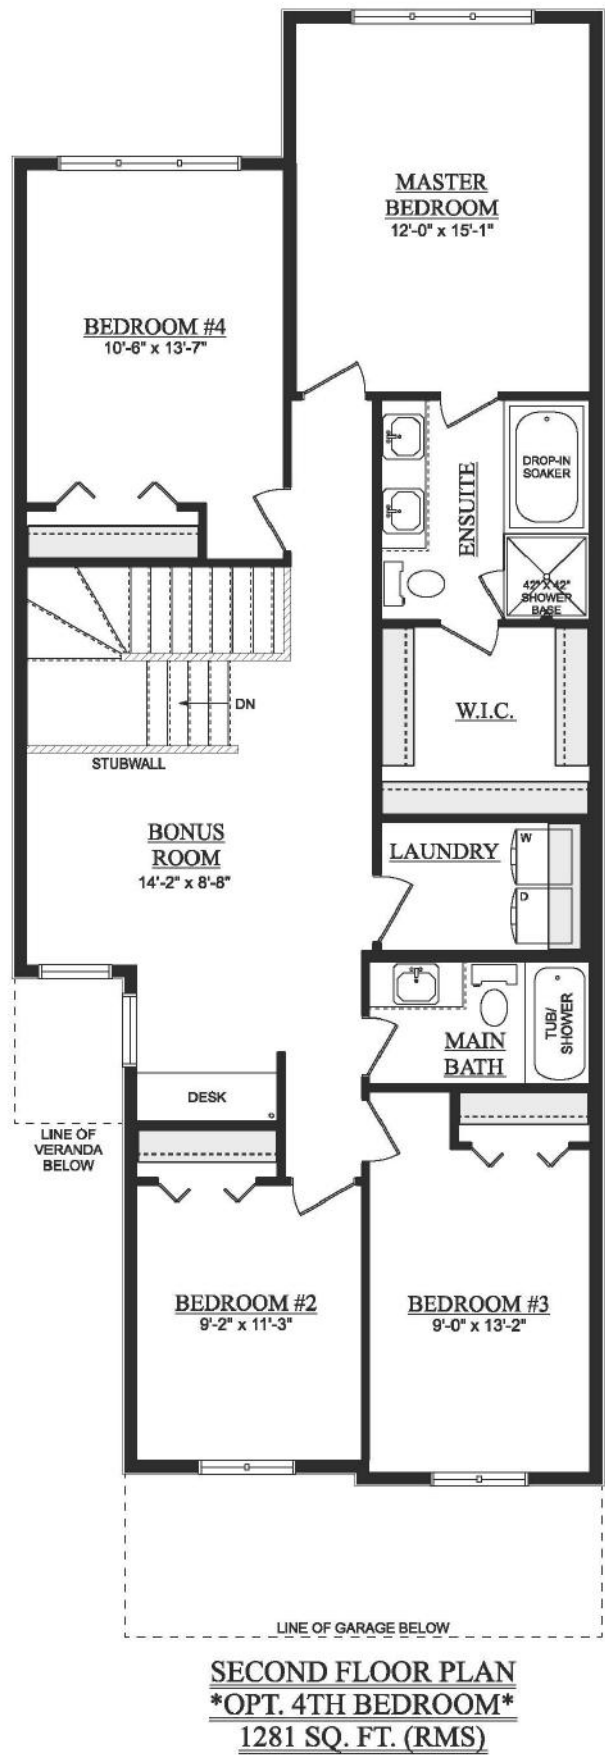 MASTER
BEDROOM
12'-0" x 15'-1"
BEDROOM #4
10'-6" x 13'-7"
ENSUITE
DROP-IN
SOAKER
42" X 42"
SHOWER
BASE
W.I.C.
DN
STUBWALL
BONUS
ROOM
14'-2" x 8'-8"
LAUNDRY
W
D
MAIN
BATH
TUB/
SHOWER
DESK
LINE OF
VERANDA
BELOW
BEDROOM #2
9'-2" x 11'-3"
BEDROOM #3
9'-0" x 13'-2"
LINE OF GARAGE BELOW
SECOND FLOOR PLAN
*OPT. 4TH BEDROOM*
1281 SQ. FT. (RMS)